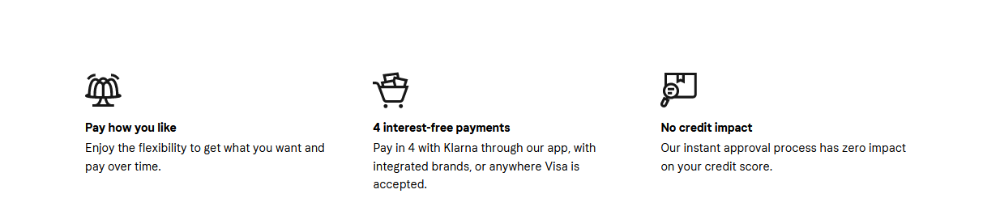 Pay how you like
Enjoy the flexibility to get what you want and
pay over time.
4 interest-free payments
Pay in 4 with Klarna through our app, with
integrated brands, or anywhere Visa is
accepted.
No credit impact
Our instant approval process has zero impact
on your credit score.